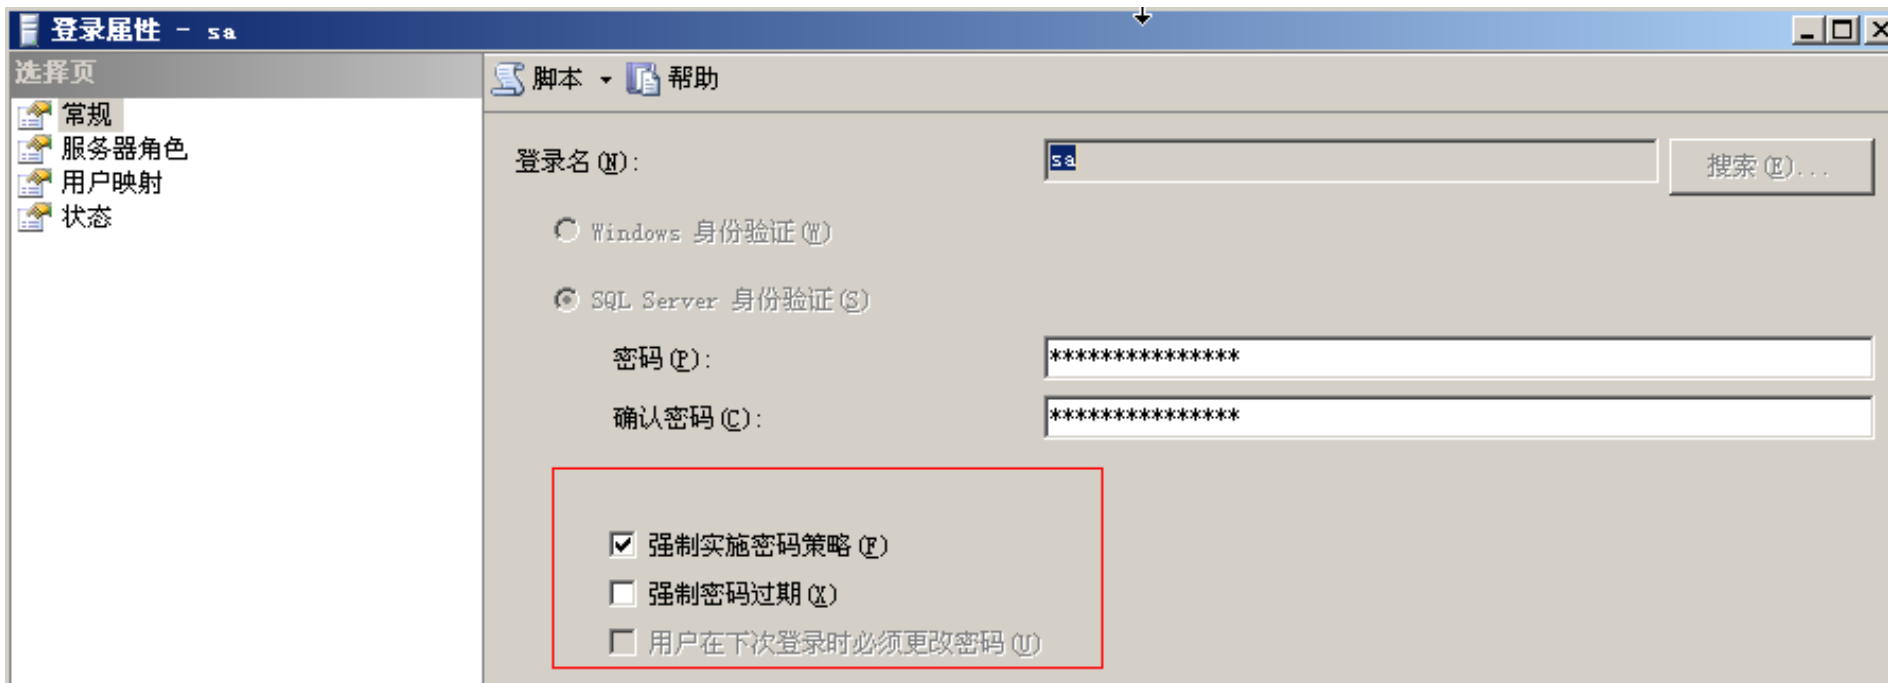 登录属性 - sa
选择页
常规
服务器角色
用户映射
状态
脚本 帮助
登录名(N): sa 搜索(E)...
Windows 身份验证(W)
SQL Server 身份验证(S)
密码(P): ***************
确认密码(C): ***************
强制实施密码策略(F)
强制密码过期(X)
用户在下次登录时必须更改密码(U)